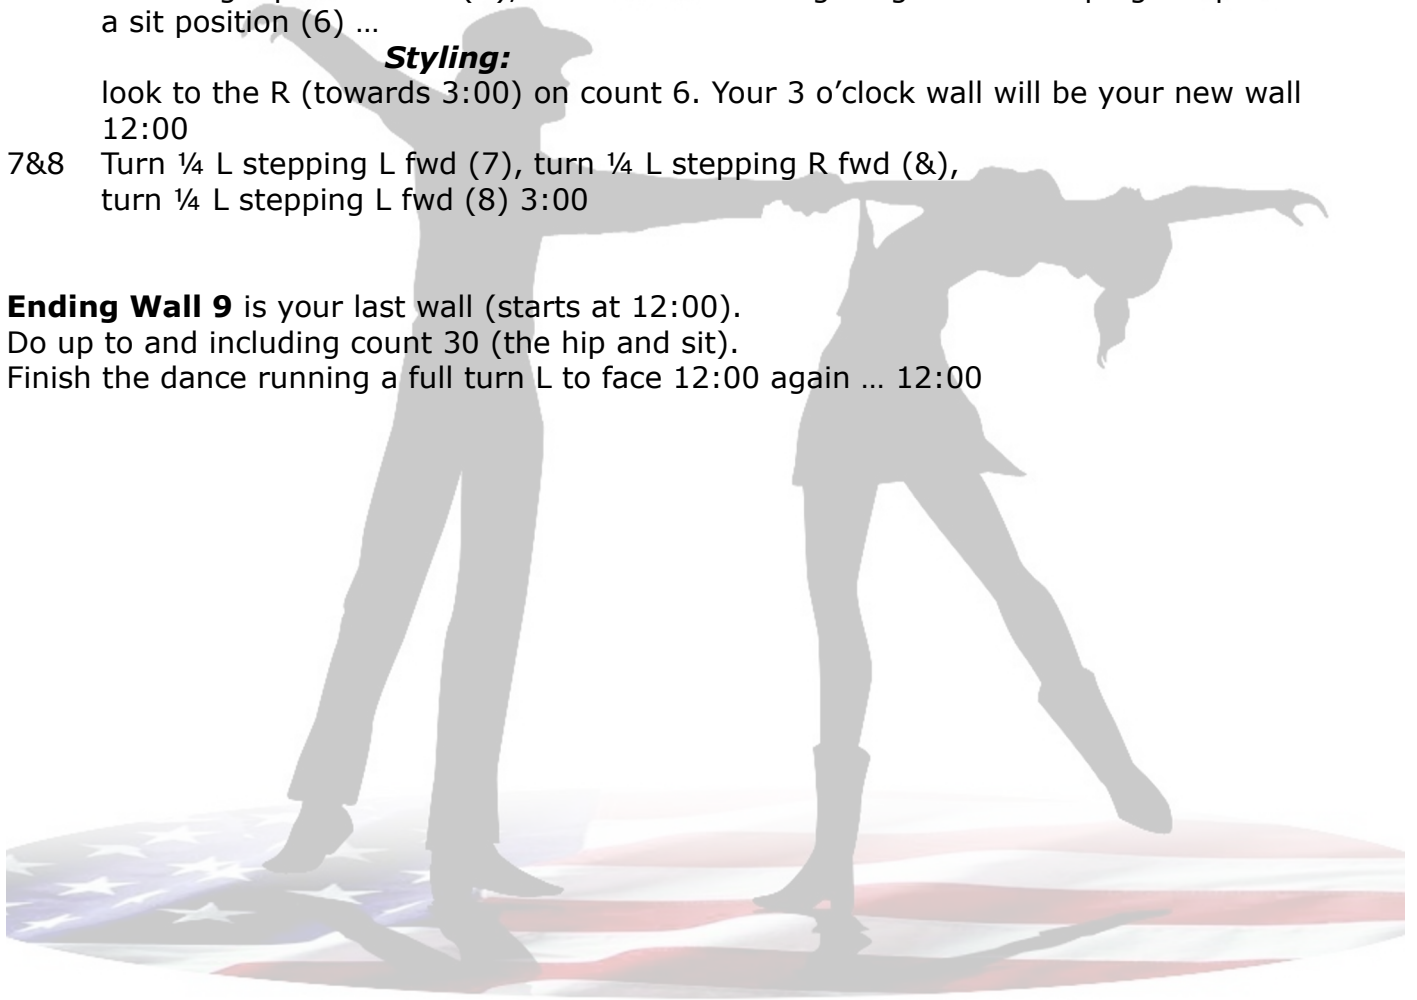 a sit position (6) …
Styling:
look to the R (towards 3:00) on count 6. Your 3 o’clock wall will be your new wall
12:00
7&8 Turn ¼ L stepping L fwd (7), turn ¼ L stepping R fwd (&),
turn ¼ L stepping L fwd (8) 3:00
Ending Wall 9 is your last wall (starts at 12:00).
Do up to and including count 30 (the hip and sit).
Finish the dance running a full turn L to face 12:00 again … 12:00